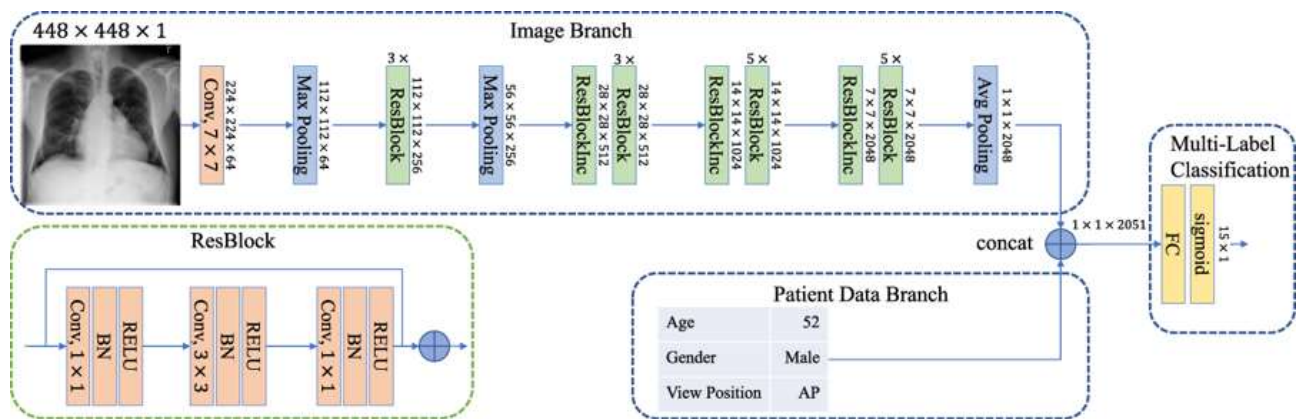 Image Branch
448 × 448 × 1
Conv, 7 × 7
224 × 224 × 64
Max Pooling
112 × 112 × 64
3 ×
ResBlock
112 × 112 × 256
Max Pooling
56 × 56 × 256
ResBlockInc
28 × 28 × 512
3 ×
ResBlock
28 × 28 × 512
ResBlockInc
14 × 14 × 1024
5 ×
ResBlock
14 × 14 × 1024
ResBlockInc
7 × 7 × 2048
5 ×
ResBlock
7 × 7 × 2048
Avg Pooling
1 × 1 × 2048
Multi-Label
Classification
FC
sigmoid
15 × 1
concat
1 × 1 × 2051
ResBlock
Conv, 1 × 1
BN
RELU
Conv, 3 × 3
BN
RELU
Conv, 1 × 1
BN
RELU
Patient Data Branch
Age 52
Gender Male
View Position AP